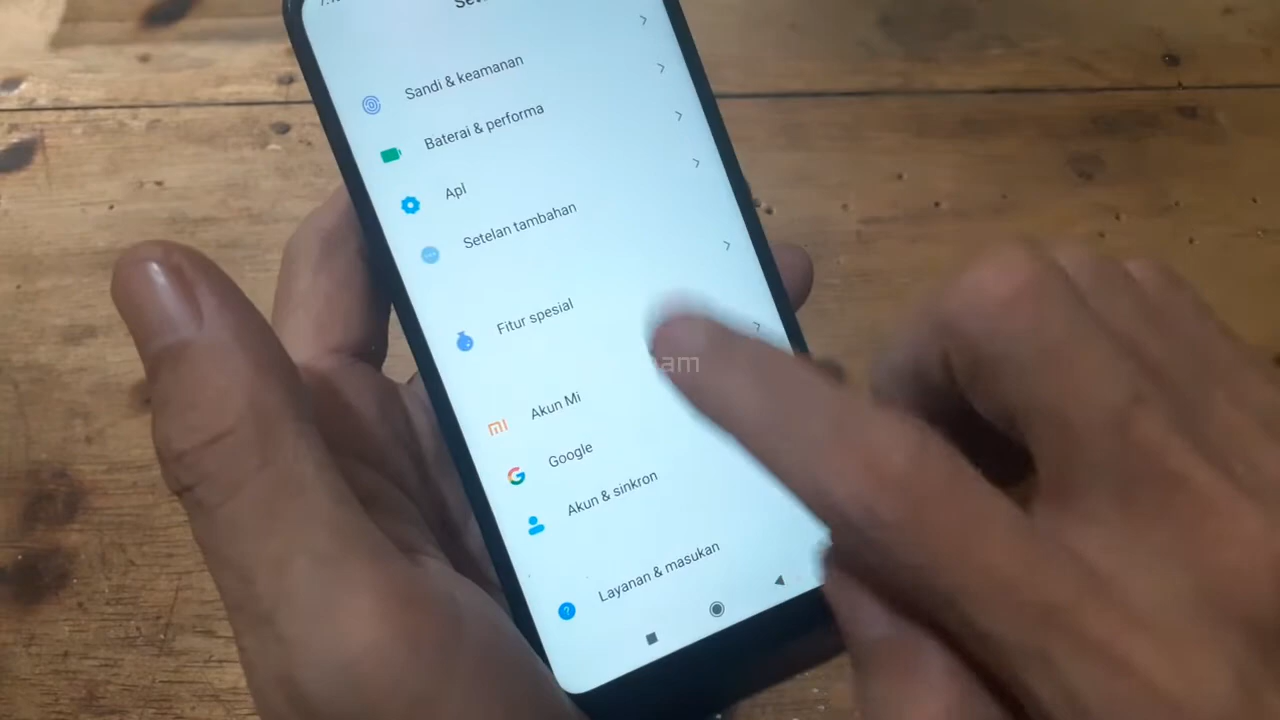 Sandi & keamanan
Baterai & performa
Apl
Setelan tambahan
Fitur spesial
Akun Mi
Google
Akun & sinkron
Layanan & masukan